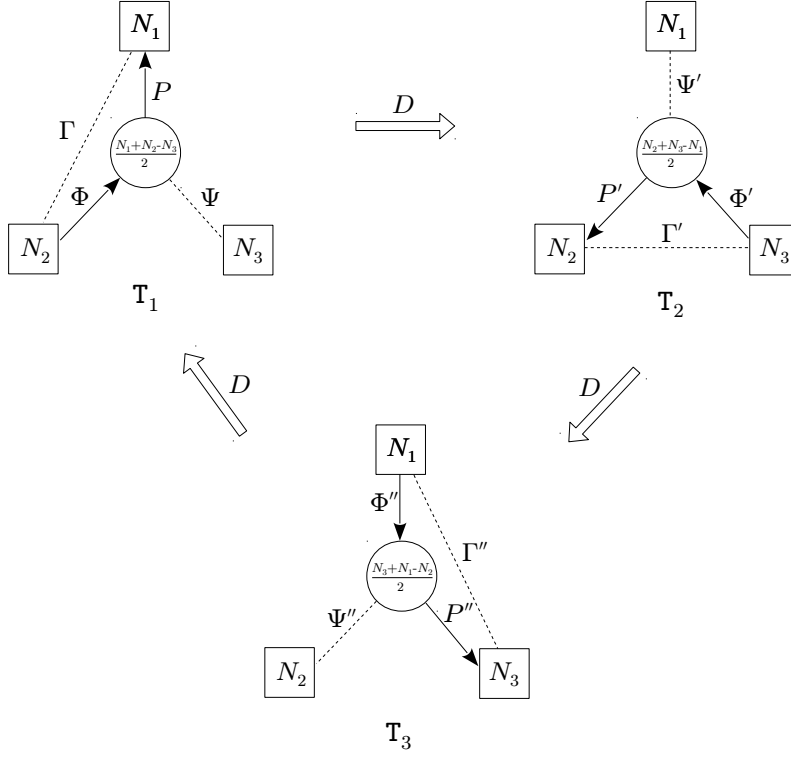 N₁ N₁
Ψ′
Γ P D
(N₁+N₂-N₃)/2 (N₂+N₃-N₁)/2
Φ Ψ P′ Φ′
Γ′
N₂ N₃ N₂ N₃
T₁ T₂
D D
N₁
Φ″
Γ″
(N₃+N₁-N₂)/2
Ψ″ P″
N₂ N₃
T₃